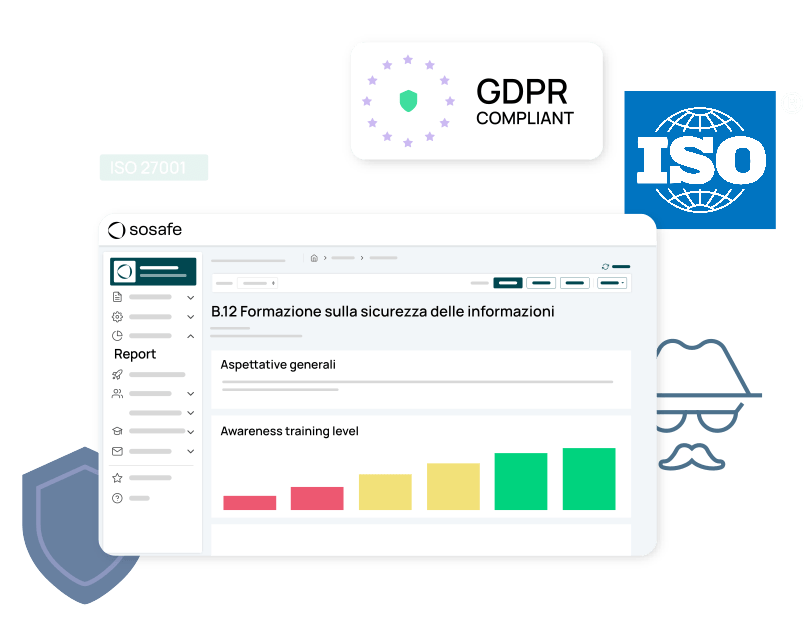 GDPR
COMPLIANT
ISO
ISO 27001
sosafe
B.12 Formazione sulla sicurezza delle informazioni
Report
Aspettative generali
Awareness training level